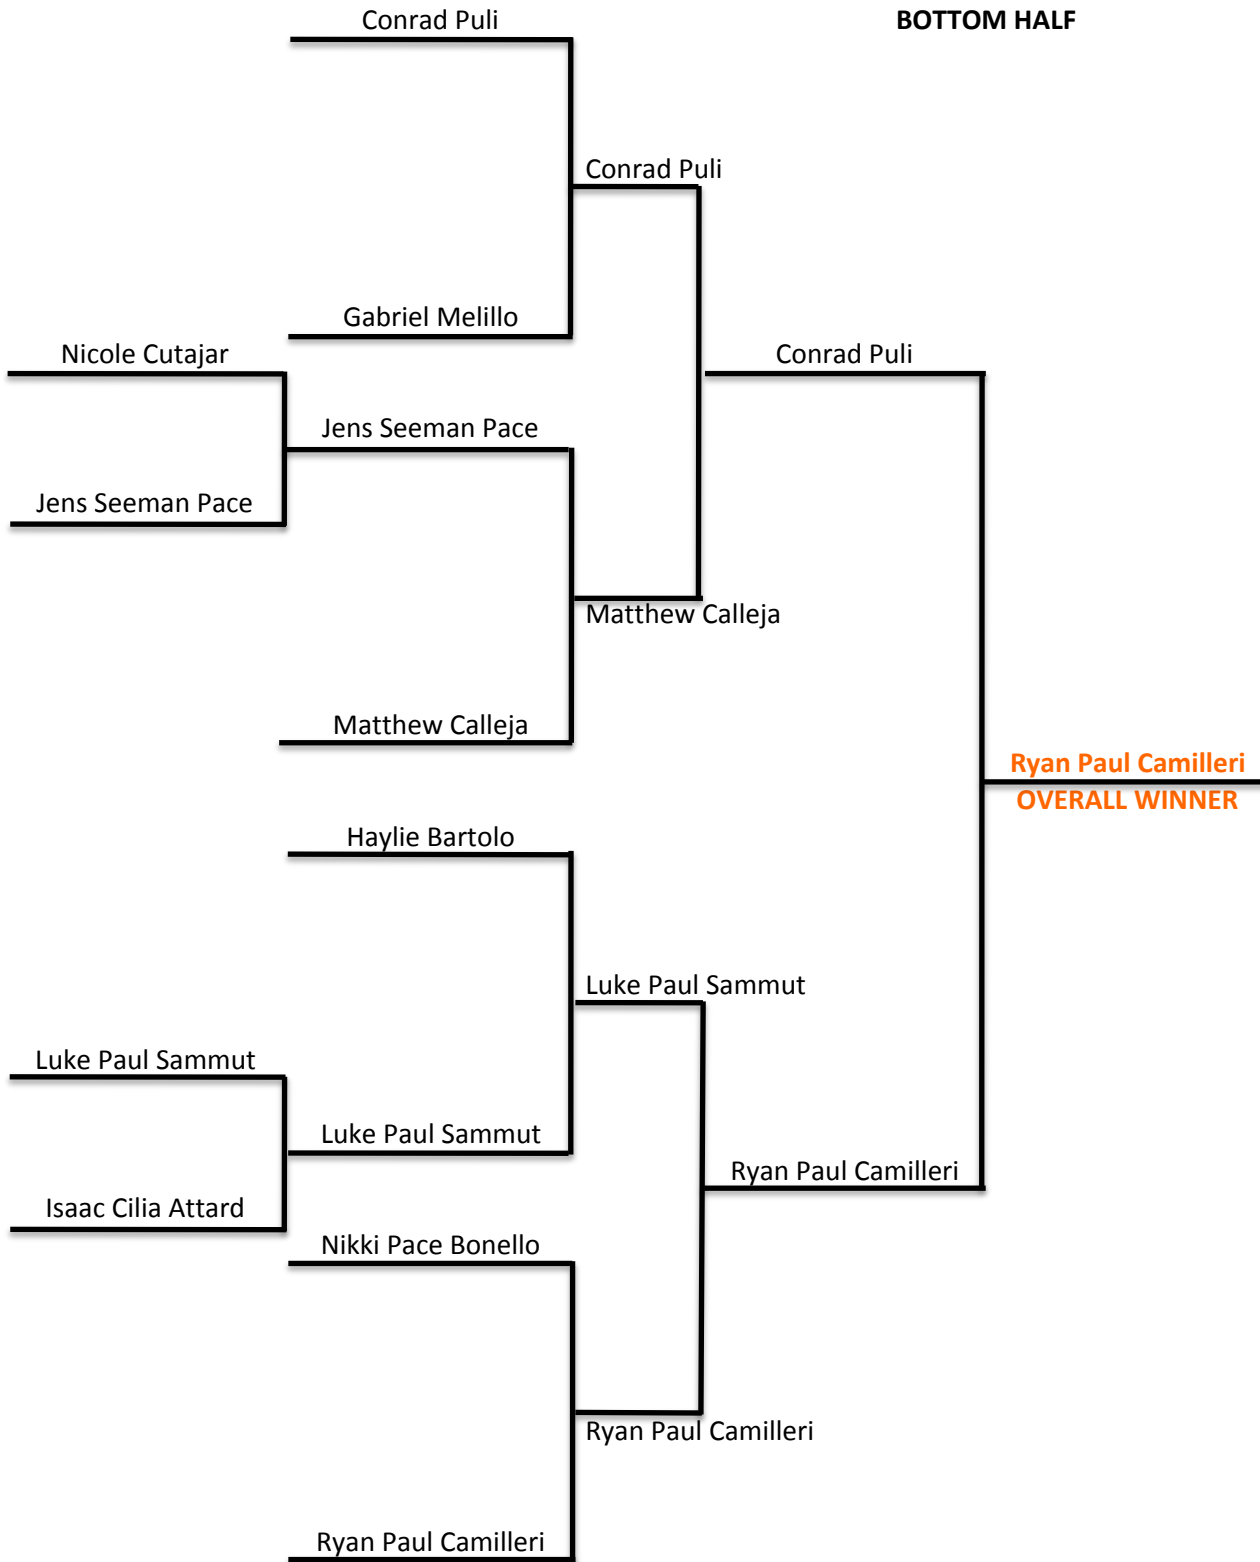 Conrad Puli
BOTTOM HALF
Conrad Puli
Gabriel Melillo
Nicole Cutajar
Conrad Puli
Jens Seeman Pace
Jens Seeman Pace
Matthew Calleja
Matthew Calleja
Ryan Paul Camilleri
OVERALL WINNER
Haylie Bartolo
Luke Paul Sammut
Luke Paul Sammut
Luke Paul Sammut
Ryan Paul Camilleri
Isaac Cilia Attard
Nikki Pace Bonello
Ryan Paul Camilleri
Ryan Paul Camilleri